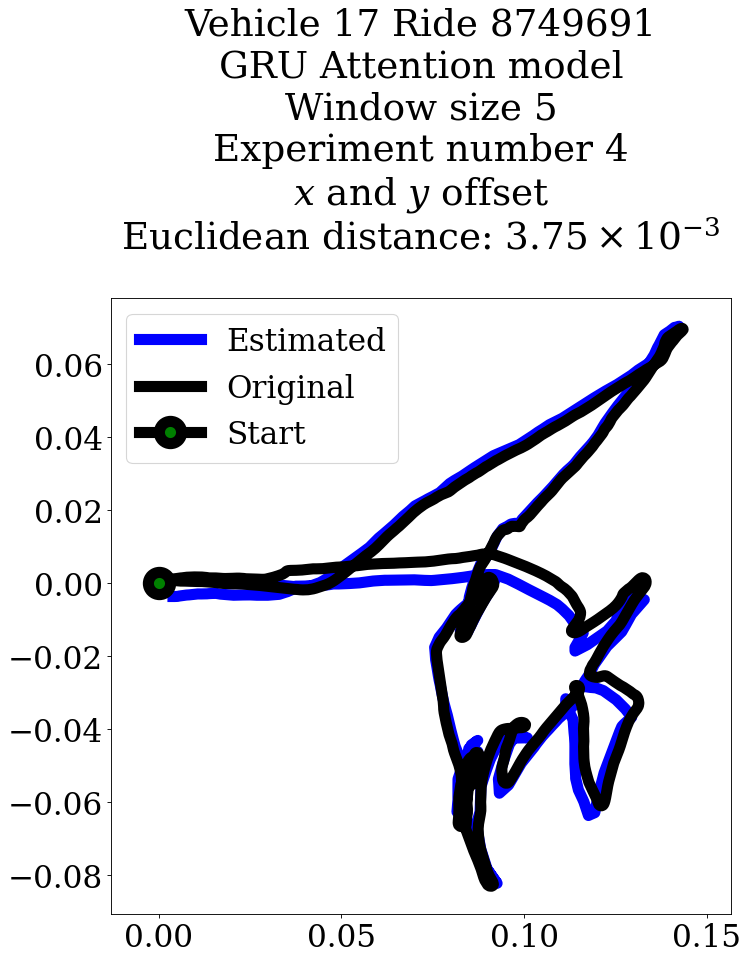 Vehicle 17 Ride 8749691
GRU Attention model
Window size 5
Experiment number 4
x and y offset
Euclidean distance: 3.75 × 10⁻³
Estimated
Original
Start
0.06
0.04
0.02
0.00
−0.02
−0.04
−0.06
−0.08
0.00 0.05 0.10 0.15